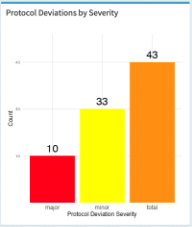 Protocol Deviations by Severity
43
33
10
Count
major minor total
Protocol Deviation Severity